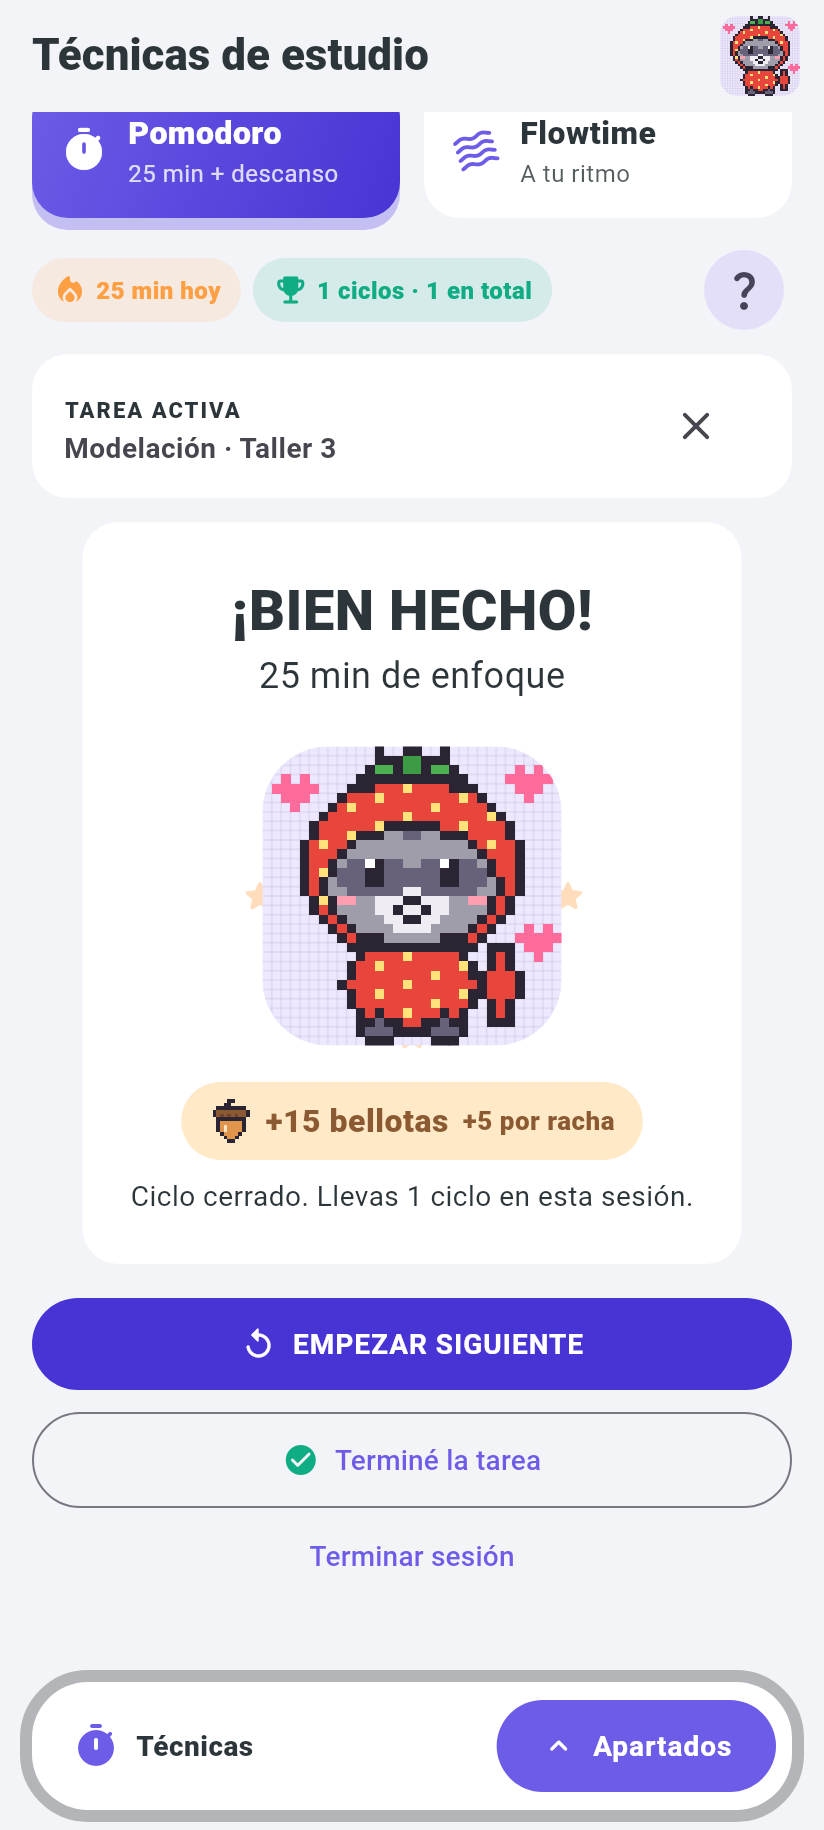 Técnicas de estudio
Pomodoro
25 min + descanso
Flowtime
A tu ritmo
25 min hoy
1 ciclos · 1 en total
?
TAREA ACTIVA
Modelación · Taller 3
¡BIEN HECHO!
25 min de enfoque
+15 bellotas +5 por racha
Ciclo cerrado. Llevas 1 ciclo en esta sesión.
EMPEZAR SIGUIENTE
Terminé la tarea
Terminar sesión
Técnicas
Apartados